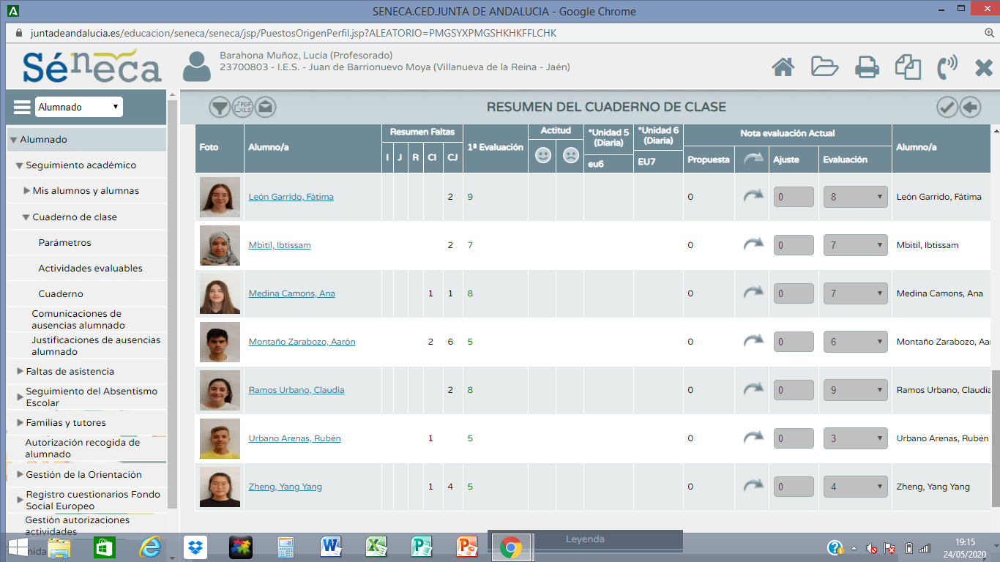 SENECA.CEDJUNTA DE ANDALUCIA - Google Chrome
juntadeandalucia.es/educacion/seneca/seneca/jsp/PuestosOrigenPerfil.jsp?ALEATORIO=PMGSYXPMGSHKHKFFLCHK
Séneca
Barahona Muñoz, Lucía (Profesorado)
23700803 - I.E.S. - Juan de Barrionuevo Moya (Villanueva de la Reina - Jaén)
Alumnado
PDF
XLS
RESUMEN DEL CUADERNO DE CLASE
Alumnado
Seguimiento académico
Mis alumnos y alumnas
Cuaderno de clase
Parámetros
Actividades evaluables
Cuaderno
Comunicaciones de
ausencias alumnado
Justificaciones de ausencias
alumnado
Faltas de asistencia
Seguimiento del Absentismo
Escolar
Familias y tutores
Autorización recogida de
alumnado
Gestión de la Orientación
Registro cuestionarios Fondo
Social Europeo
Gestión autorizaciones
actividades
Foto Alumno/a Resumen Faltas 1ª Evaluación Actitud *Unidad 5 (Diaria) *Unidad 6 (Diaria) Nota evaluación Actual Alumno/a
I J R CI CJ eu6 EU7 Propuesta Ajuste Evaluación
León Garrido, Fátima 2 9 0 0 8 León Garrido, Fátima
Mbitil, Ibtissam 2 7 0 0 7 Mbitil, Ibtissam
Medina Camons, Ana 1 1 8 0 0 7 Medina Camons, Ana
Montaño Zarabozo, Aarón 2 6 5 0 0 6 Montaño Zarabozo, Aa
Ramos Urbano, Claudia 2 8 0 0 9 Ramos Urbano, Claudia
Urbano Arenas, Rubén 1 5 0 0 3 Urbano Arenas, Rubén
Zheng, Yang Yang 1 4 5 0 0 4 Zheng, Yang Yang
Leyenda
19:15
24/05/2020